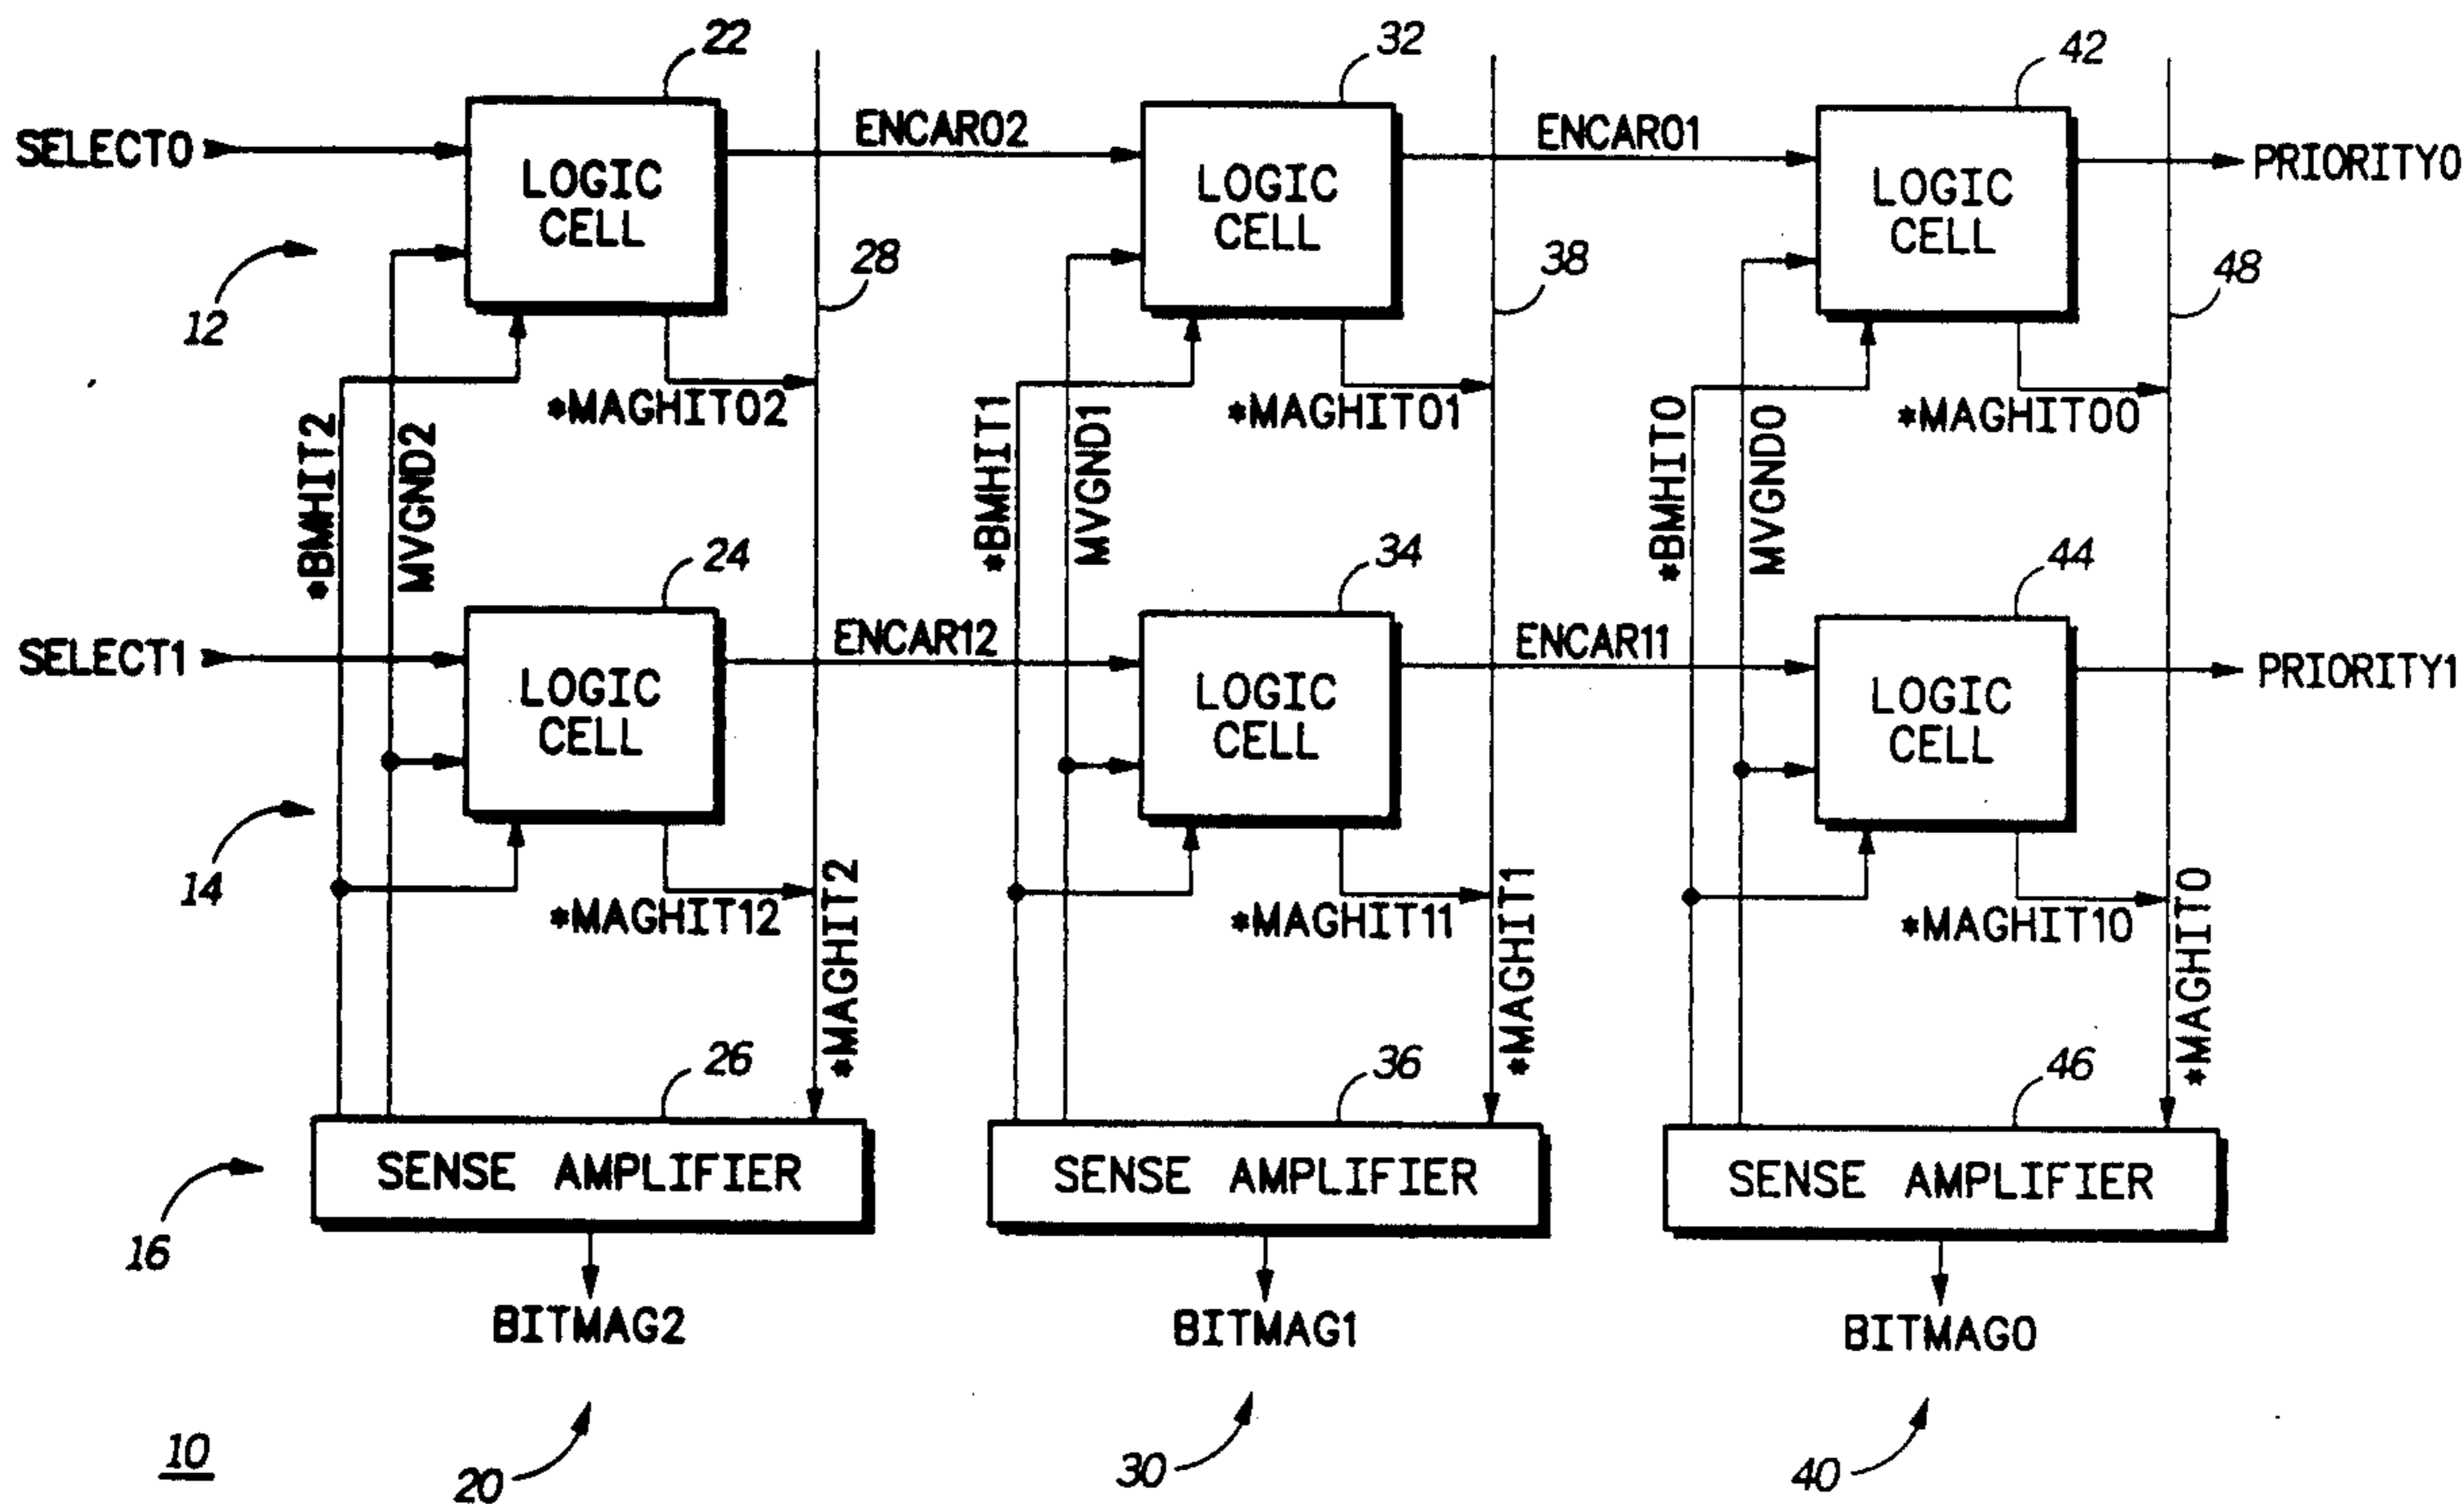 22
32
42
SELECT0
LOGIC
CELL
ENCAR02
LOGIC
CELL
ENCAR01
LOGIC
CELL
PRIORITY0
12
28
38
48
*MAGHIT02
*MAGHIT01
*MAGHIT00
*BMHIT2
MVGND2
*BMHIT1
MVGND1
*BMHIT0
MVGND0
24
34
44
SELECT1
LOGIC
CELL
ENCAR12
LOGIC
CELL
ENCAR11
LOGIC
CELL
PRIORITY1
14
*MAGHIT12
*MAGHIT2
*MAGHIT11
*MAGHIT1
*MAGHIT10
*MAGHIT0
26
36
46
16
SENSE AMPLIFIER
SENSE AMPLIFIER
SENSE AMPLIFIER
BITMAG2
BITMAG1
BITMAG0
10
20
30
40